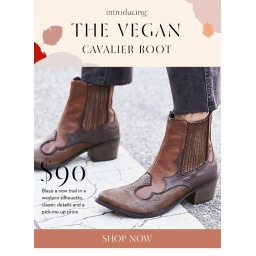 introducing:
THE VEGAN
CAVALIER BOOT
$90
Blaze a new trail in a
western silhouette,
classic details and a
pick-me-up price.
SHOP NOW